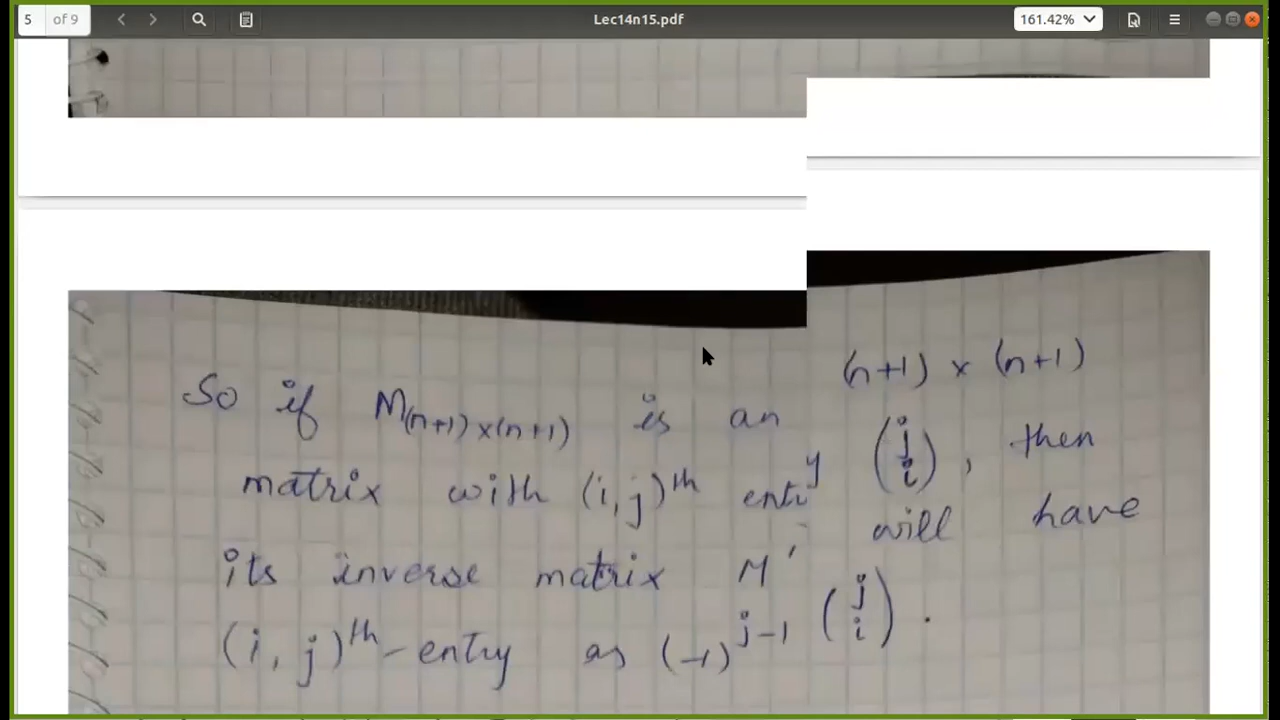 5 of 9
Lec14n15.pdf
161.42%
So if M(n+1)×(n+1) is an (n+1) × (n+1)
matrix with (i, j)th entry (j i), then
its inverse matrix M' will have
(i, j)th-entry as (-1)^j-1 (j i).